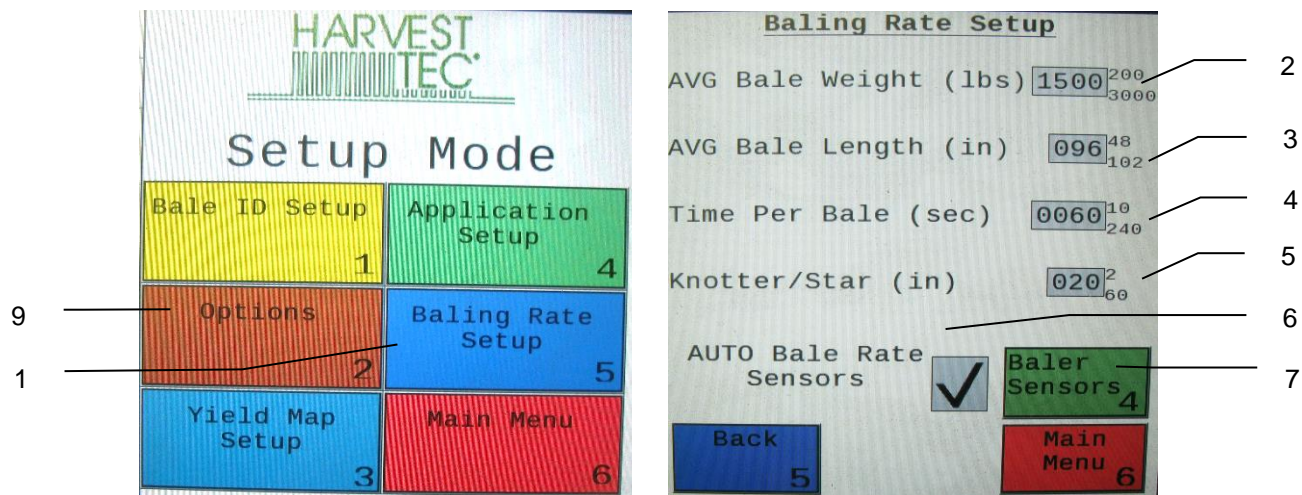 HARVEST
TEC
Setup Mode
Bale ID Setup
1
Application
Setup
4
Options
2
Baling Rate
Setup
5
Yield Map
Setup
3
Main Menu
6
9
1
Baling Rate Setup
AVG Bale Weight (lbs) 1500 200
3000
AVG Bale Length (in) 096 48
102
Time Per Bale (sec) 0060 10
240
Knotter/Star (in) 020 2
60
AUTO Bale Rate
Sensors
Baler
Sensors
4
Back
5
Main
Menu
6
2
3
4
5
6
7